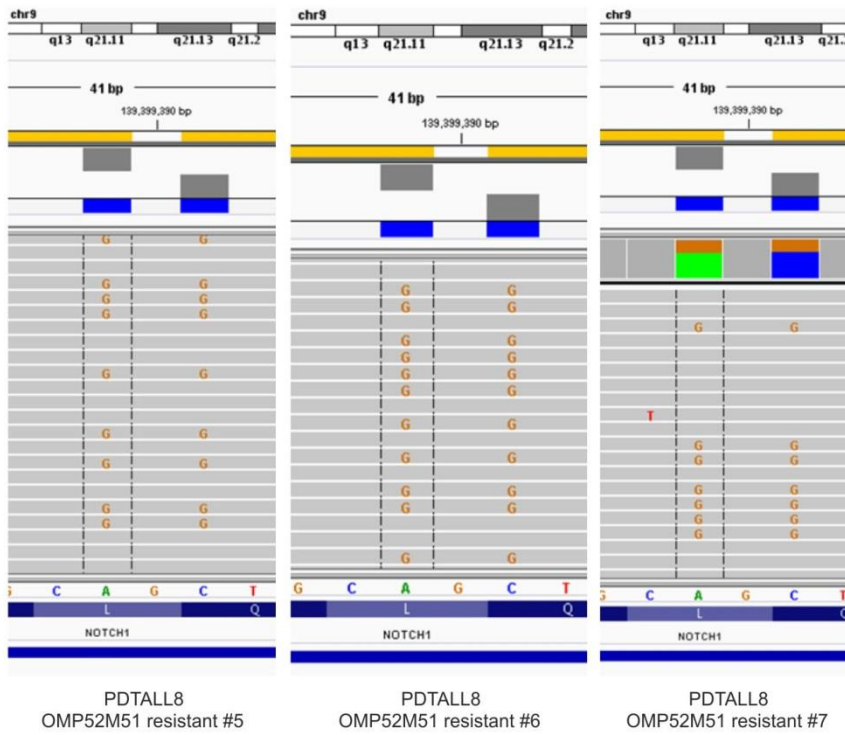 chr9
q13 q21.11 q21.13 q21.2
41 bp
139,399,390 bp
G G
G G
G G
G G
G G
G G
G G
G G
G G
C A G C T
L Q
NOTCH1
PDTALL8
OMP52M51 resistant #5
chr9
q13 q21.11 q21.13 q21.2
41 bp
139,399,390 bp
G G
G G
G G
G G
G G
G G
G G
G G
G G
G G
G G
G C A G C T
L Q
NOTCH1
PDTALL8
OMP52M51 resistant #6
chr9
q13 q21.11 q21.13
41 bp
139,399,390 bp
G G
T
G G
G G
G G
G G
G G
G G
C A G C T
L Q
NOTCH1
PDTALL8
OMP52M51 resistant #7